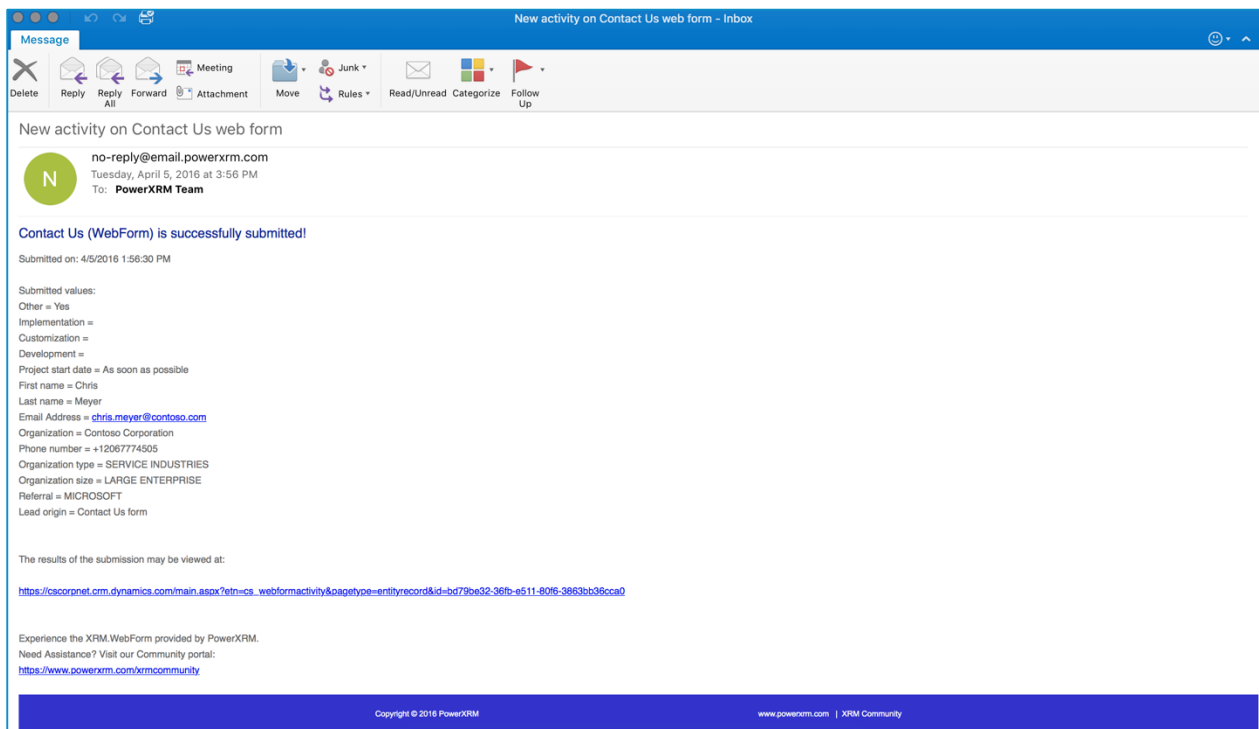 New activity on Contact Us web form - Inbox
Message
Delete
Reply
Reply All
Forward
Meeting
Attachment
Move
Junk
Rules
Read/Unread
Categorize
Follow Up
New activity on Contact Us web form
N
no-reply@email.powerxrm.com
Tuesday, April 5, 2016 at 3:56 PM
To: PowerXRM Team
Contact Us (WebForm) is successfully submitted!
Submitted on: 4/5/2016 1:56:30 PM
Submitted values:
Other = Yes
Implementation =
Customization =
Development =
Project start date = As soon as possible
First name = Chris
Last name = Meyer
Email Address = chris.meyer@contoso.com
Organization = Contoso Corporation
Phone number = +12067774505
Organization type = SERVICE INDUSTRIES
Organization size = LARGE ENTERPRISE
Referral = MICROSOFT
Lead origin = Contact Us form
The results of the submission may be viewed at:
https://cscorpnet.crm.dynamics.com/main.aspx?etn=cs_webformactivity&pagetype=entityrecord&id=bd79be32-36fb-e511-80f6-3863bb36cca0
Experience the XRM.WebForm provided by PowerXRM.
Need Assistance? Visit our Community portal:
https://www.powerxrm.com/xrmcommunity
Copyright © 2016 PowerXRM
www.powerxrm.com | XRM Community